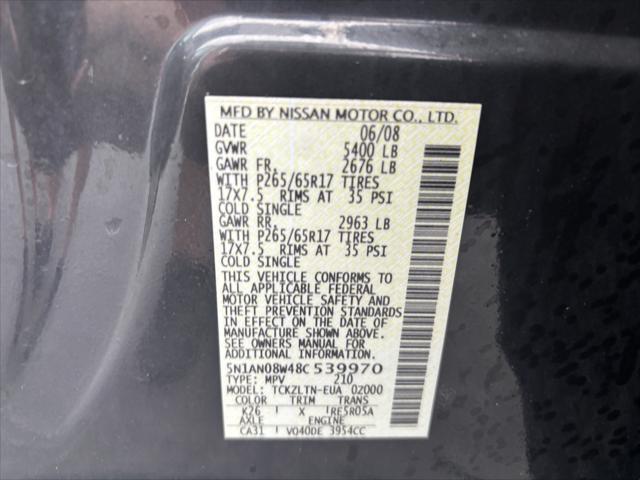 MFD BY NISSAN MOTOR CO., LTD.
DATE 06/08
GVWR 5400 LB
GAWR FR. 2676 LB
WITH P265/65R17 TIRES
17X7.5 RIMS AT 35 PSI
COLD SINGLE
GAWR RR. 2963 LB
WITH P265/65R17 TIRES
17X7.5 RIMS AT 35 PSI
COLD SINGLE
THIS VEHICLE CONFORMS TO
ALL APPLICABLE FEDERAL
MOTOR VEHICLE SAFETY AND
THEFT PREVENTION STANDARDS
IN EFFECT ON THE DATE OF
MANUFACTURE SHOWN ABOVE.
SEE OWNERS MANUAL FOR
ADDITIONAL INFORMATION.
5N1AN08W48C539970
TYPE: MPV 210
MODEL: TCKZLTN-EUA 02000
COLOR TRIM TRANS
K26 X RE5R05A
AXLE ENGINE
CA31 VQ40DE 3954CC